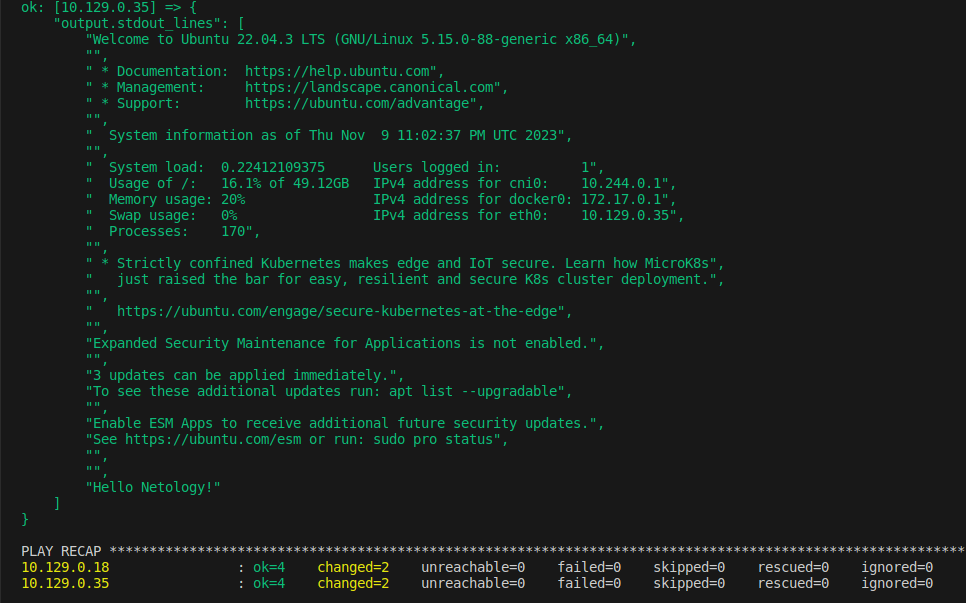 ok: [10.129.0.35] => {
    "output.stdout_lines": [
        "Welcome to Ubuntu 22.04.3 LTS (GNU/Linux 5.15.0-88-generic x86_64)",
        "",
        " * Documentation:  https://help.ubuntu.com",
        " * Management:     https://landscape.canonical.com",
        " * Support:        https://ubuntu.com/advantage",
        "",
        "  System information as of Thu Nov  9 11:02:37 PM UTC 2023",
        "",
        "  System load:  0.22412109375      Users logged in:          1",
        "  Usage of /:   16.1% of 49.12GB   IPv4 address for cni0:    10.244.0.1",
        "  Memory usage: 20%                IPv4 address for docker0: 172.17.0.1",
        "  Swap usage:   0%                 IPv4 address for eth0:    10.129.0.35",
        "  Processes:    170",
        "",
        " * Strictly confined Kubernetes makes edge and IoT secure. Learn how MicroK8s",
        "   just raised the bar for easy, resilient and secure K8s cluster deployment.",
        "",
        "   https://ubuntu.com/engage/secure-kubernetes-at-the-edge",
        "",
        "Expanded Security Maintenance for Applications is not enabled.",
        "",
        "3 updates can be applied immediately.",
        "To see these additional updates run: apt list --upgradable",
        "",
        "Enable ESM Apps to receive additional future security updates.",
        "See https://ubuntu.com/esm or run: sudo pro status",
        "",
        "",
        "Hello Netology!"
    ]
}

PLAY RECAP ***********************************************************************************************************
10.129.0.18                : ok=4    changed=2    unreachable=0    failed=0    skipped=0    rescued=0    ignored=0
10.129.0.35                : ok=4    changed=2    unreachable=0    failed=0    skipped=0    rescued=0    ignored=0